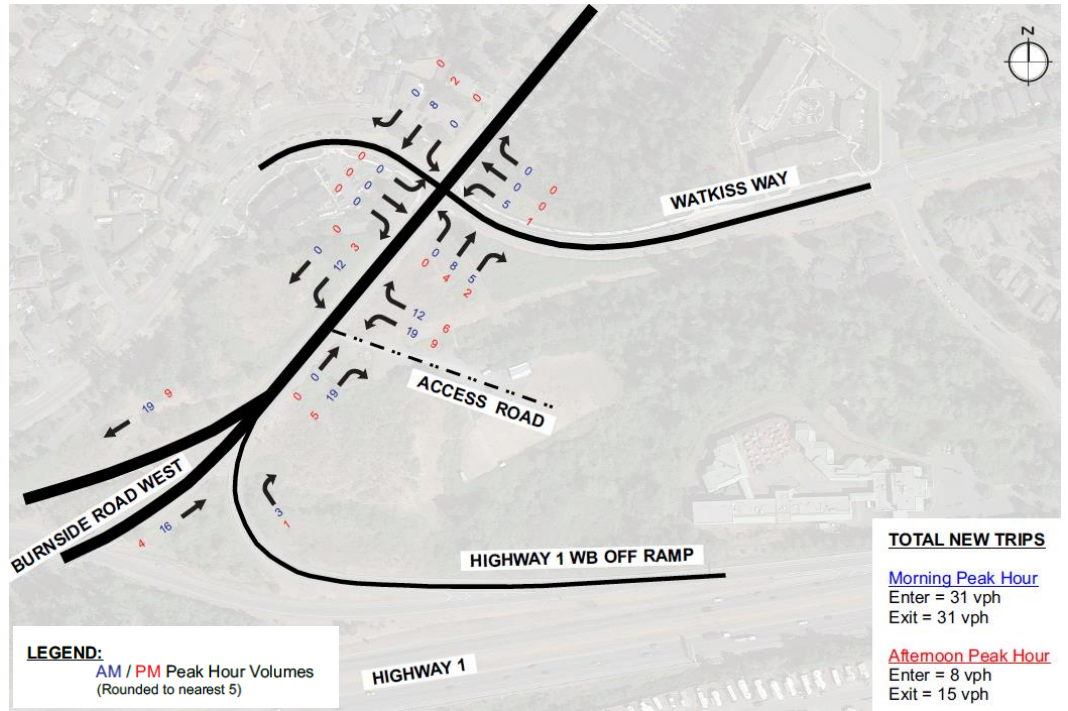 N
0
2
0
0
8
0
0
0
0
0
0
0
0
0
0
0
5
1
WATKISS WAY
0
3
0
12
0
8
5
0
4
2
12
6
19
9
0
0
19
5
ACCESS ROAD
19 9
BURNSIDE ROAD WEST
4 16
3
1
HIGHWAY 1 WB OFF RAMP
HIGHWAY 1
LEGEND:
AM / PM Peak Hour Volumes
(Rounded to nearest 5)
TOTAL NEW TRIPS
Morning Peak Hour
Enter = 31 vph
Exit = 31 vph
Afternoon Peak Hour
Enter = 8 vph
Exit = 15 vph